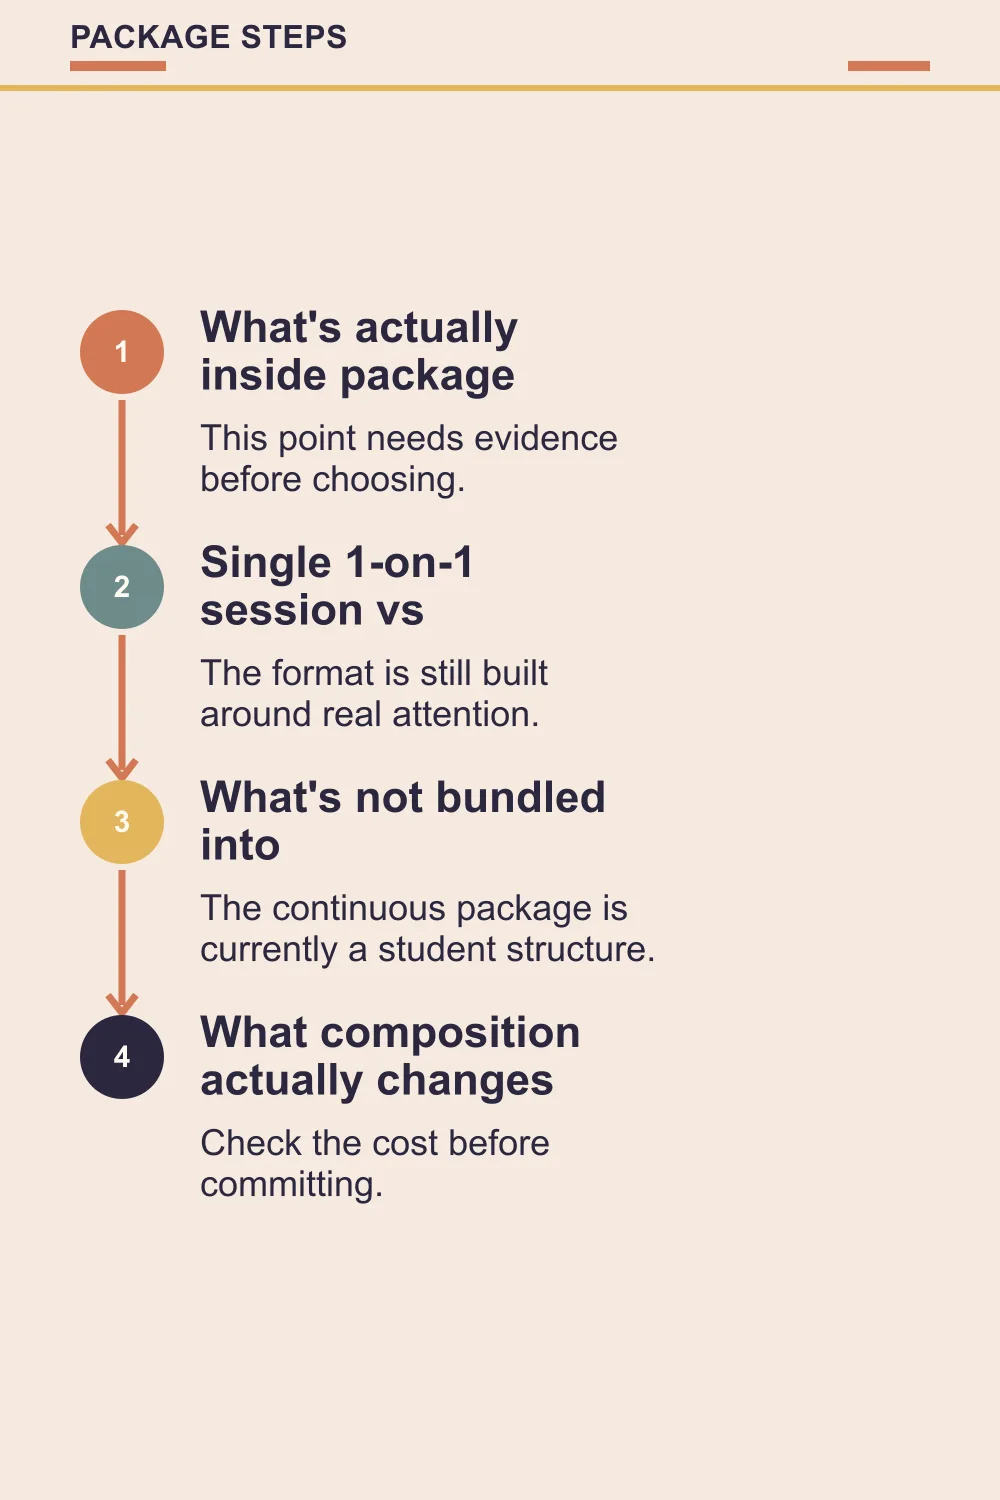 PACKAGE STEPS
1
What's actually
inside package
This point needs evidence
before choosing.
2
Single 1-on-1
session vs
The format is still built
around real attention.
3
What's not bundled
into
The continuous package is
currently a student structure.
4
What composition
actually changes
Check the cost before
committing.